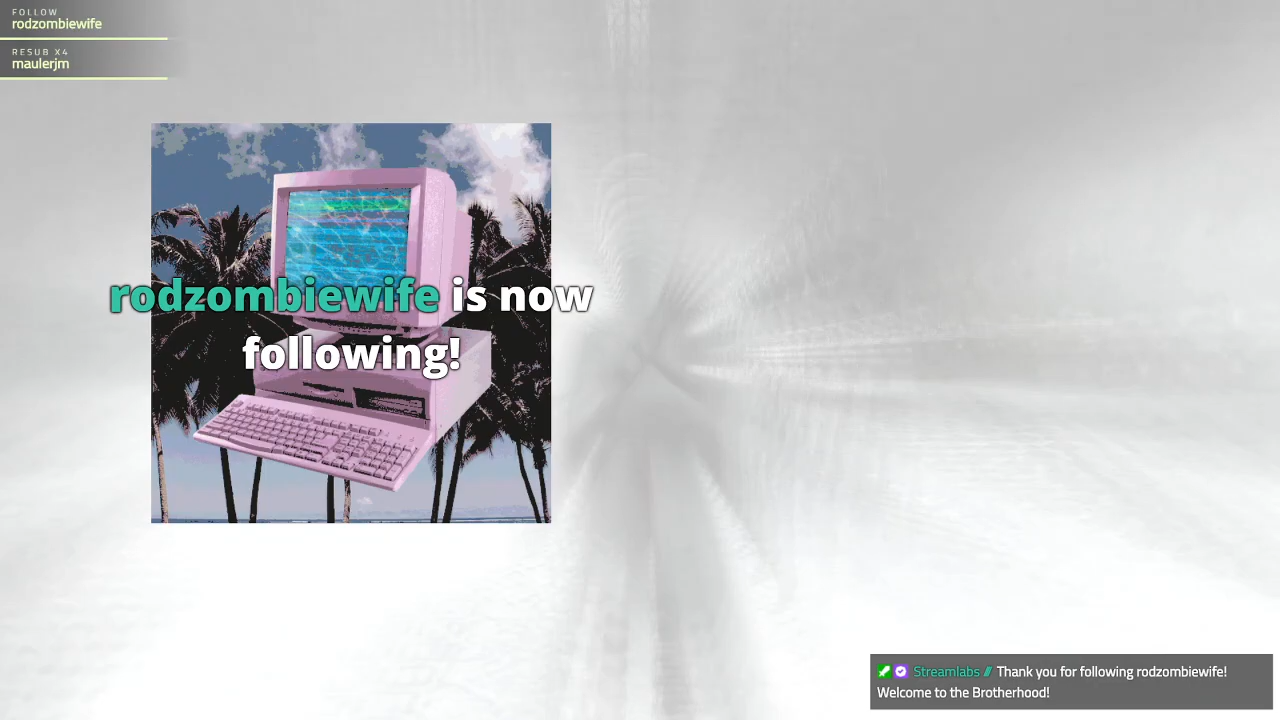 FOLLOW
rodzombiewife
RESUB X4
maulerjm
rodzombiewife is now
following!
Streamlabs // Thank you for following rodzombiewife!
Welcome to the Brotherhood!